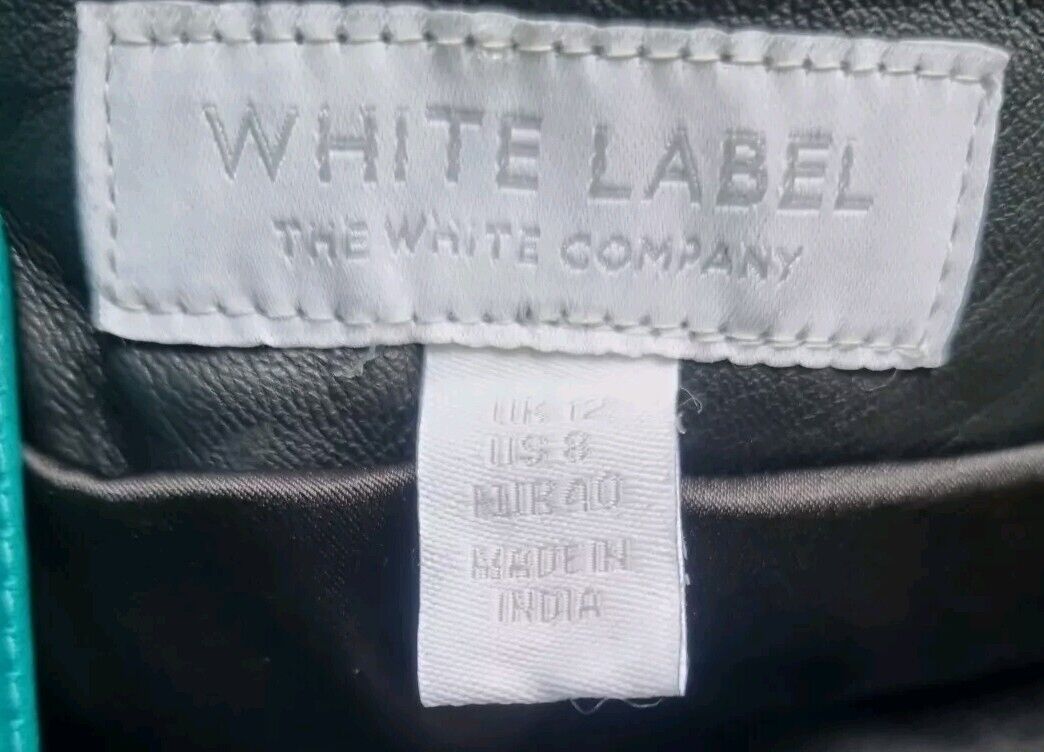 WHITE LABEL
THE WHITE COMPANY
UK 12
US 8
EUR 40
MADE IN
INDIA